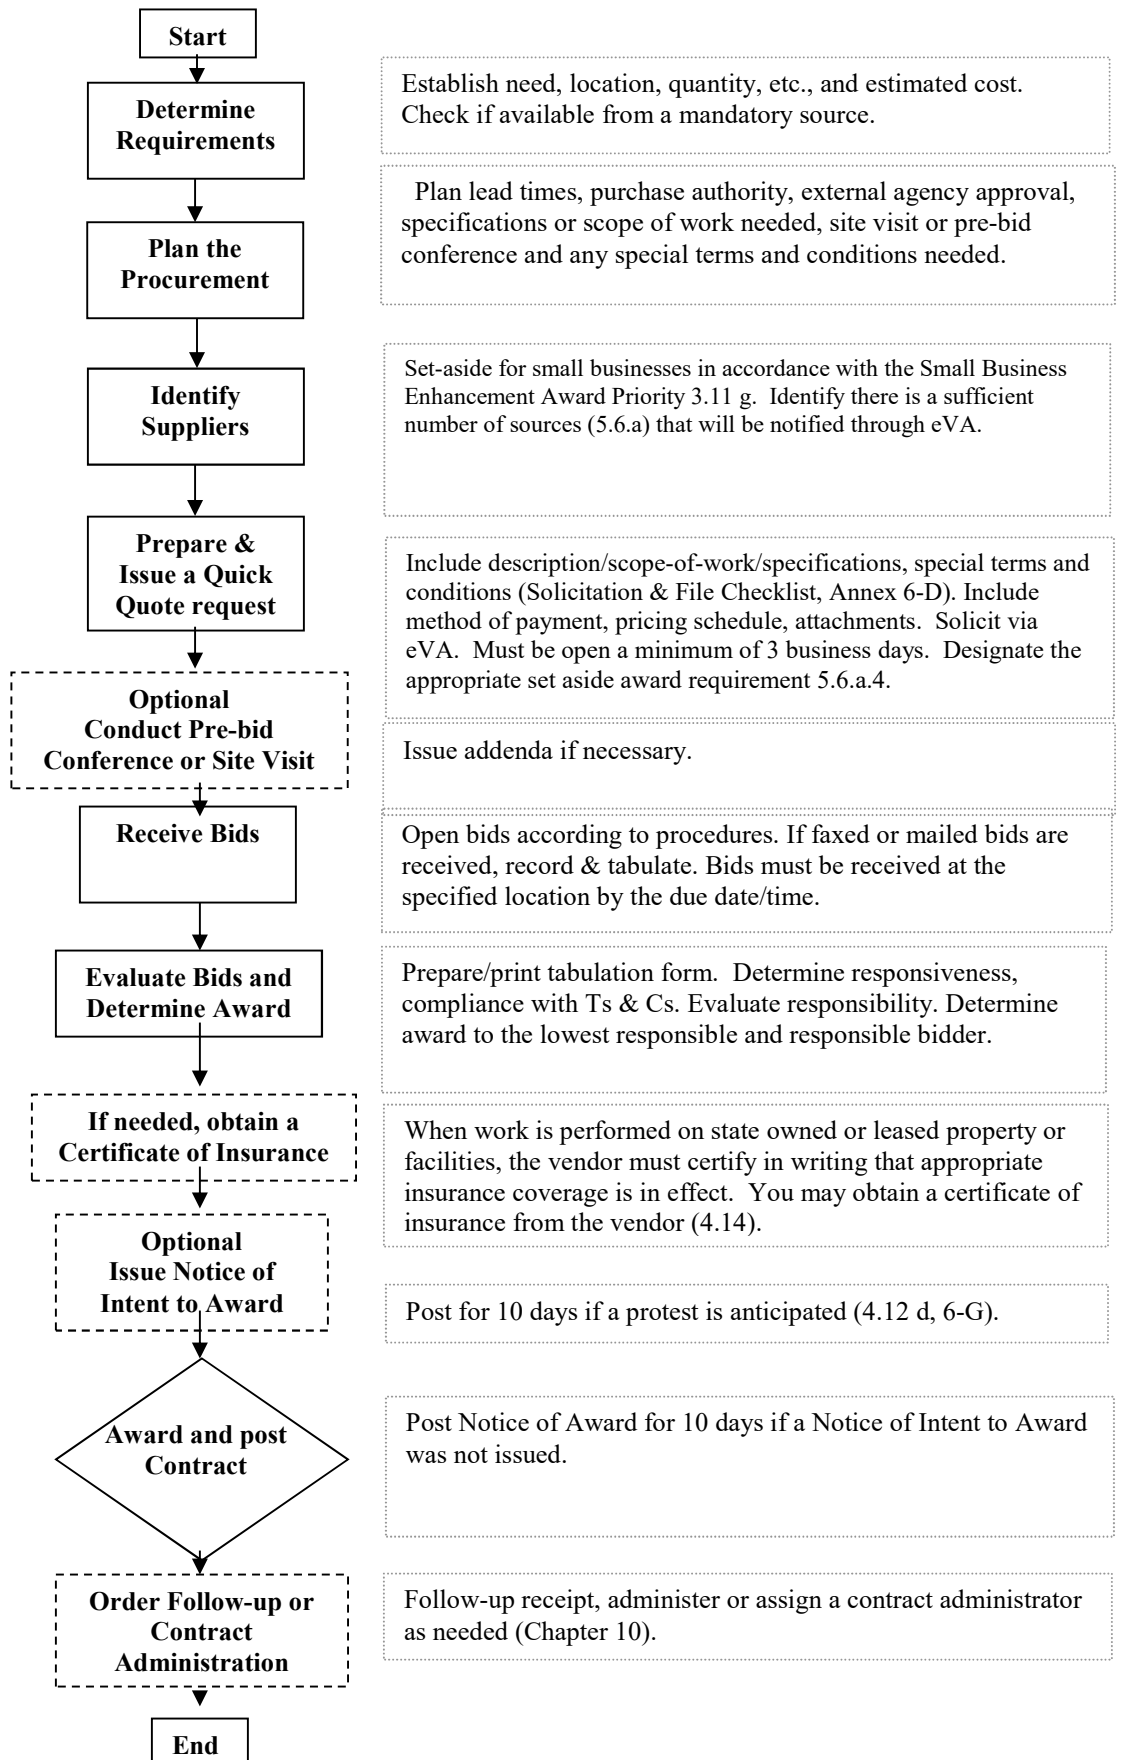 Start
Determine
Requirements
Establish need, location, quantity, etc., and estimated cost.
Check if available from a mandatory source.
Plan the
Procurement
Plan lead times, purchase authority, external agency approval,
specifications or scope of work needed, site visit or pre-bid
conference and any special terms and conditions needed.
Identify
Suppliers
Set-aside for small businesses in accordance with the Small Business
Enhancement Award Priority 3.11 g.  Identify there is a sufficient
number of sources (5.6.a) that will be notified through eVA.
Prepare &
Issue a Quick
Quote request
Include description/scope-of-work/specifications, special terms and
conditions (Solicitation & File Checklist, Annex 6-D). Include
method of payment, pricing schedule, attachments.  Solicit via
eVA.  Must be open a minimum of 3 business days.  Designate the
appropriate set aside award requirement 5.6.a.4.
Optional
Conduct Pre-bid
Conference or Site Visit
Issue addenda if necessary.
Receive Bids
Open bids according to procedures. If faxed or mailed bids are
received, record & tabulate. Bids must be received at the
specified location by the due date/time.
Evaluate Bids and
Determine Award
Prepare/print tabulation form.  Determine responsiveness,
compliance with Ts & Cs. Evaluate responsibility. Determine
award to the lowest responsible and responsible bidder.
If needed, obtain a
Certificate of Insurance
When work is performed on state owned or leased property or
facilities, the vendor must certify in writing that appropriate
insurance coverage is in effect.  You may obtain a certificate of
insurance from the vendor (4.14).
Optional
Issue Notice of
Intent to Award
Post for 10 days if a protest is anticipated (4.12 d, 6-G).
Award and post
Contract
Post Notice of Award for 10 days if a Notice of Intent to Award
was not issued.
Order Follow-up or
Contract
Administration
Follow-up receipt, administer or assign a contract administrator
as needed (Chapter 10).
End